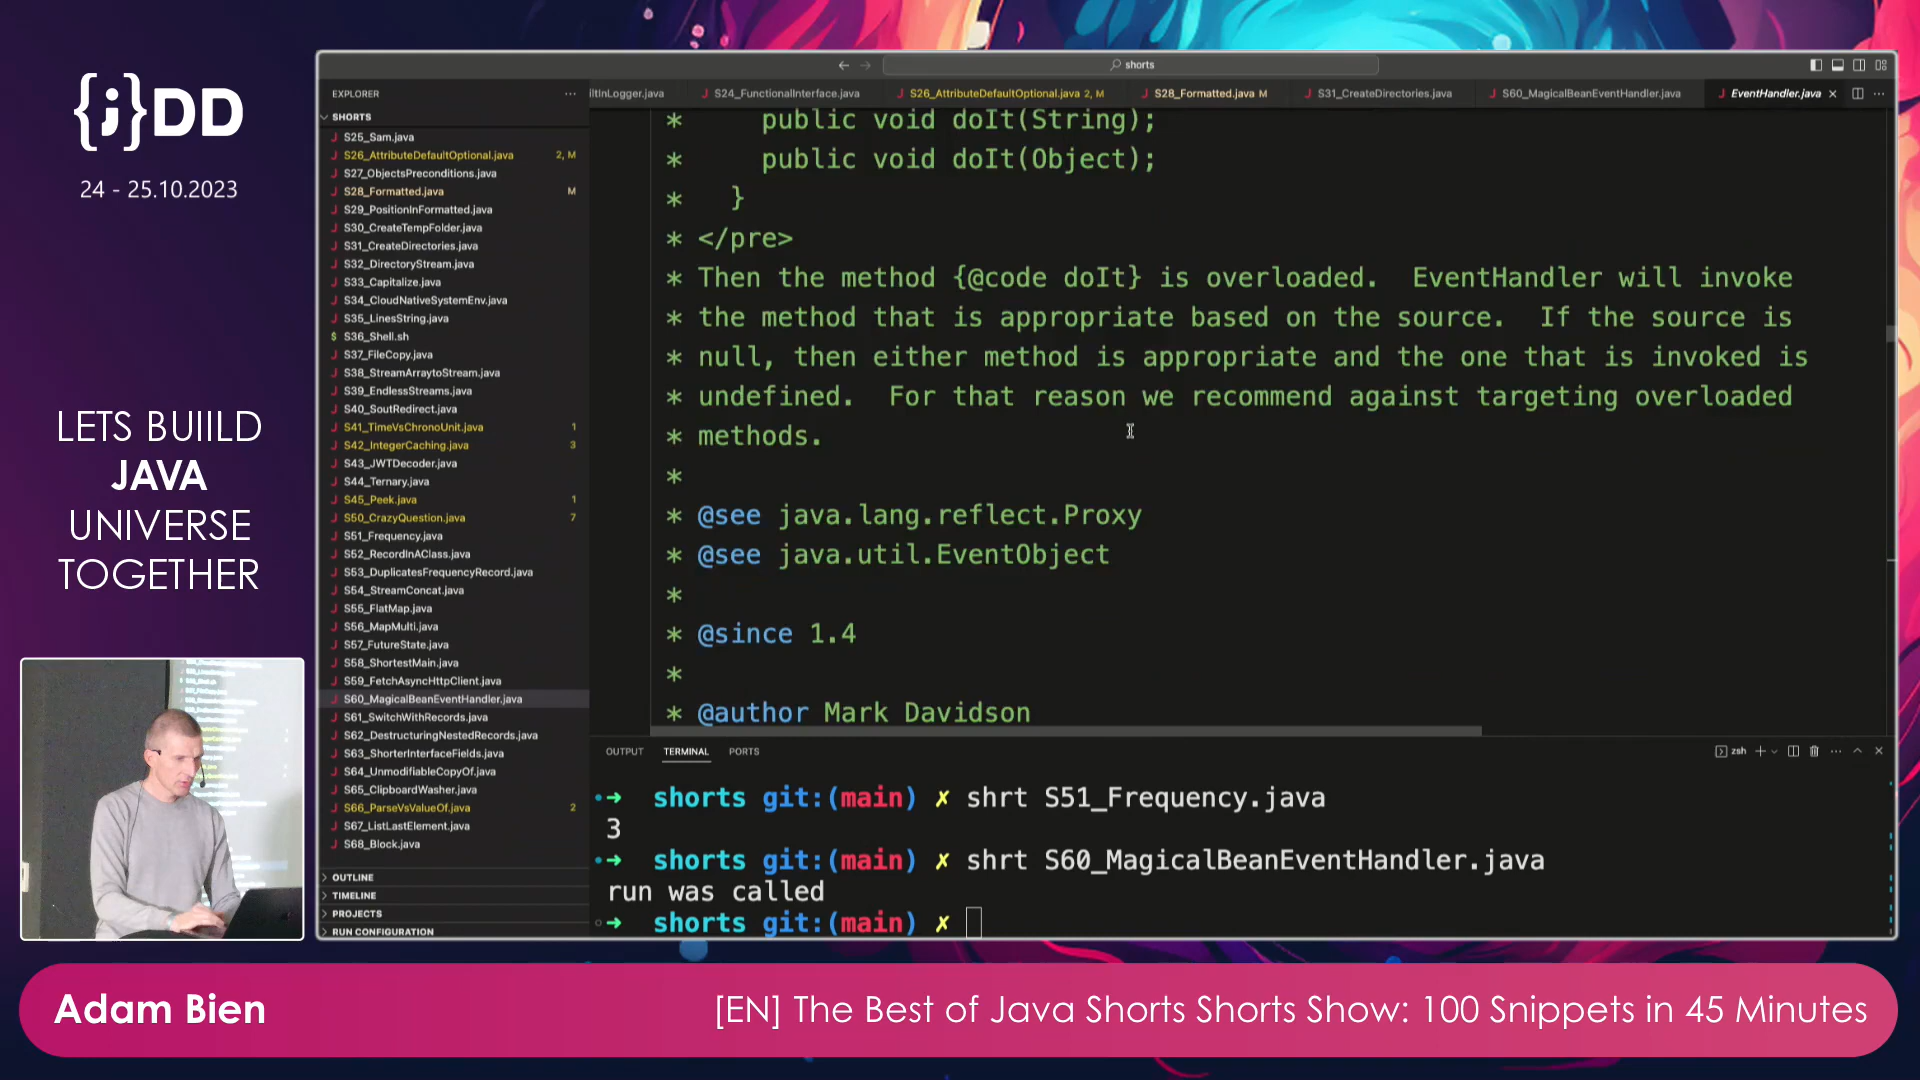 {;}DD
24 - 25.10.2023
LETS BUIILD
JAVA
UNIVERSE
TOGETHER
shorts
EXPLORER
SHORTS
S25_Sam.java
S26_AttributeDefaultOptional.java 2, M
S27_ObjectsPreconditions.java
S28_Formatted.java M
S29_PositionInFormatted.java
S30_CreateTempFolder.java
S31_CreateDirectories.java
S32_DirectoryStream.java
S33_Capitalize.java
S34_CloudNativeSystemEnv.java
S35_LinesString.java
$ S36_Shell.sh
S37_FileCopy.java
S38_StreamArraytoStream.java
S39_EndlessStreams.java
S40_SoutRedirect.java
S41_TimeVsChronoUnit.java 1
S42_IntegerCaching.java 3
S43_JWTDecoder.java
S44_Ternary.java
S45_Peek.java 1
S50_CrazyQuestion.java 7
S51_Frequency.java
S52_RecordInAClass.java
S53_DuplicatesFrequencyRecord.java
S54_StreamConcat.java
S55_FlatMap.java
S56_MapMulti.java
S57_FutureState.java
S58_ShortestMain.java
S59_FetchAsyncHttpClient.java
S60_MagicalBeanEventHandler.java
S61_SwitchWithRecords.java
S62_DestructuringNestedRecords.java
S63_ShorterInterfaceFields.java
S64_UnmodifiableCopyOf.java
S65_ClipboardWasher.java
S66_ParseVsValueOf.java 2
S67_ListLastElement.java
S68_Block.java
OUTLINE
TIMELINE
PROJECTS
RUN CONFIGURATION
iltInLogger.java S24_FunctionalInterface.java S26_AttributeDefaultOptional.java 2, M S28_Formatted.java M S31_CreateDirectories.java S60_MagicalBeanEventHandler.java EventHandler.java
* public void doIt(String);
* public void doIt(Object);
* }
* </pre>
* Then the method {@code doIt} is overloaded. EventHandler will invoke
* the method that is appropriate based on the source. If the source is
* null, then either method is appropriate and the one that is invoked is
* undefined. For that reason we recommend against targeting overloaded
* methods.
*
* @see java.lang.reflect.Proxy
* @see java.util.EventObject
*
* @since 1.4
*
* @author Mark Davidson
OUTPUT TERMINAL PORTS zsh
➜ shorts git:(main) ✗ shrt S51_Frequency.java
3
➜ shorts git:(main) ✗ shrt S60_MagicalBeanEventHandler.java
run was called
➜ shorts git:(main) ✗
Adam Bien
[EN] The Best of Java Shorts Shorts Show: 100 Snippets in 45 Minutes